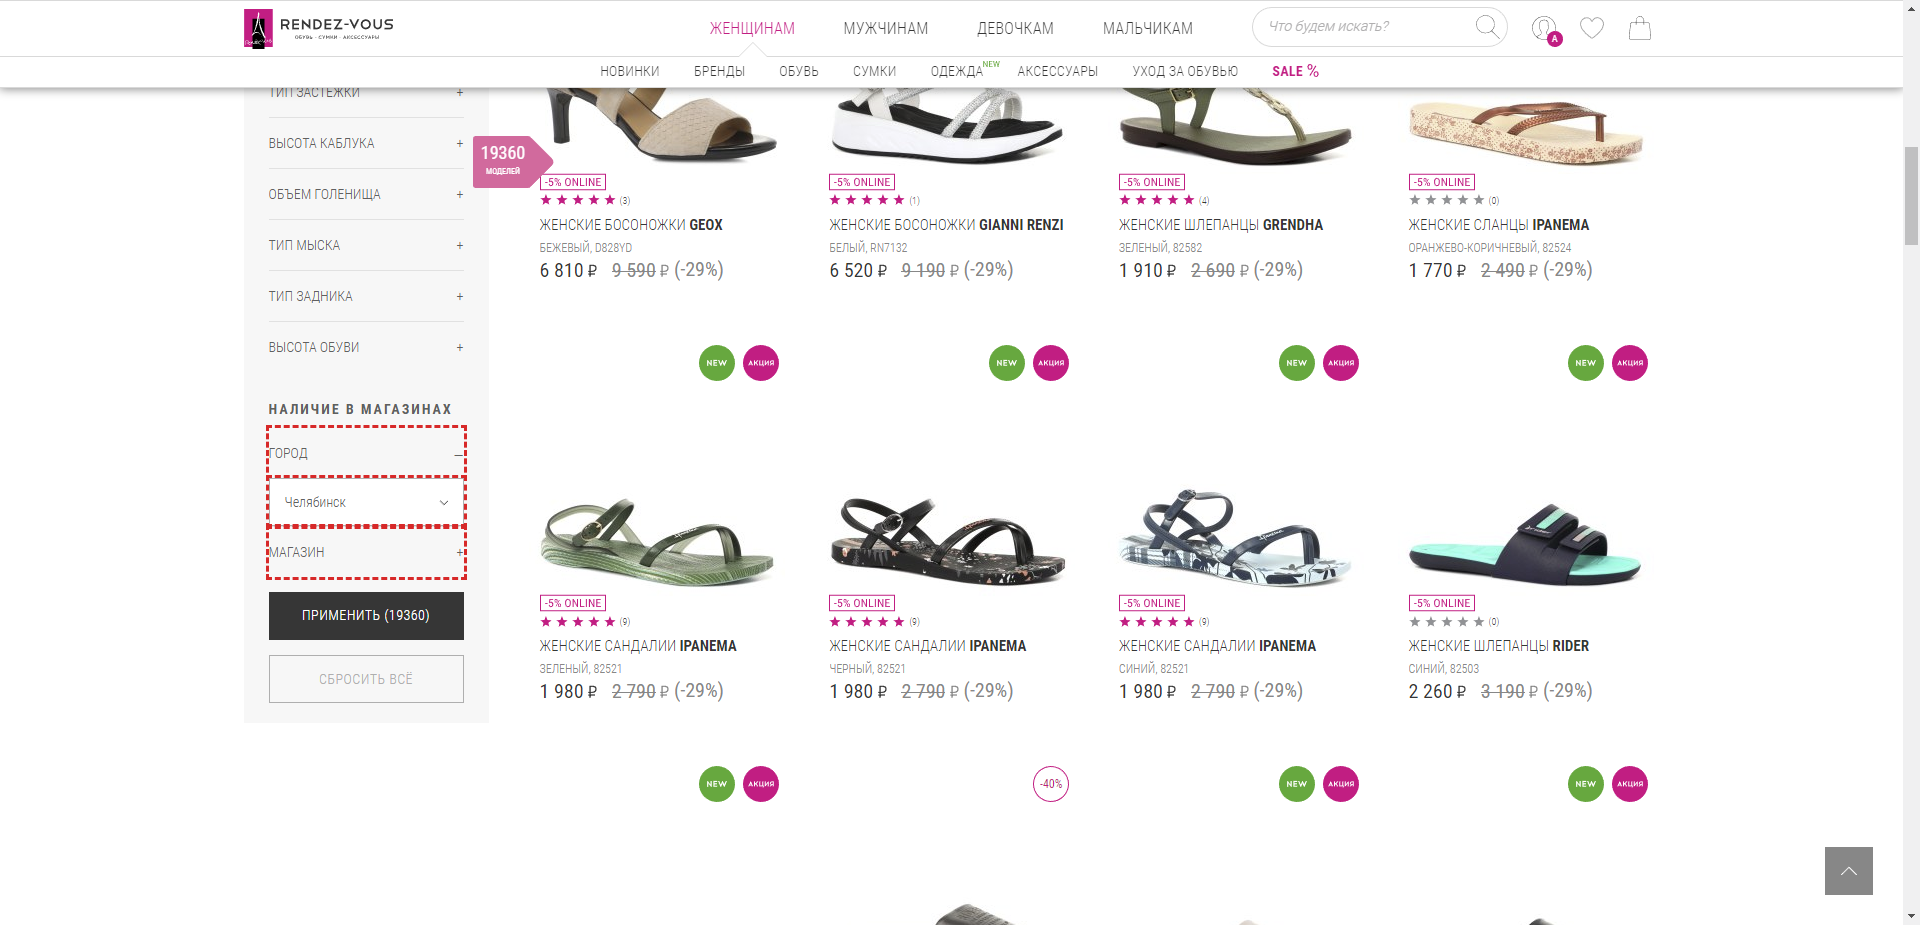 RENDEZ-VOUS
ОБУВЬ · СУМКИ · АКСЕССУАРЫ
ЖЕНЩИНАМ
МУЖЧИНАМ
ДЕВОЧКАМ
МАЛЬЧИКАМ
Что будем искать?
A
НОВИНКИ
БРЕНДЫ
ОБУВЬ
СУМКИ
ОДЕЖДА NEW
АКСЕССУАРЫ
УХОД ЗА ОБУВЬЮ
SALE %
ТИП ЗАСТЕЖКИ +
ВЫСОТА КАБЛУКА +
ОБЪЕМ ГОЛЕНИЩА +
ТИП МЫСКА +
ТИП ЗАДНИКА +
ВЫСОТА ОБУВИ +
НАЛИЧИЕ В МАГАЗИНАХ
ГОРОД –
Челябинск
МАГАЗИН +
ПРИМЕНИТЬ (19360)
СБРОСИТЬ ВСЁ
19360
МОДЕЛЕЙ
-5% ONLINE
(3)
ЖЕНСКИЕ БОСОНОЖКИ GEOX
БЕЖЕВЫЙ, D828YD
6 810 ₽ 9 590 ₽ (-29%)
-5% ONLINE
(1)
ЖЕНСКИЕ БОСОНОЖКИ GIANNI RENZI
БЕЛЫЙ, RN7132
6 520 ₽ 9 190 ₽ (-29%)
-5% ONLINE
(4)
ЖЕНСКИЕ ШЛЕПАНЦЫ GRENDHA
ЗЕЛЕНЫЙ, 82582
1 910 ₽ 2 690 ₽ (-29%)
-5% ONLINE
(0)
ЖЕНСКИЕ СЛАНЦЫ IPANEMA
ОРАНЖЕВО-КОРИЧНЕВЫЙ, 82524
1 770 ₽ 2 490 ₽ (-29%)
NEW АКЦИЯ
NEW АКЦИЯ
NEW АКЦИЯ
NEW АКЦИЯ
-5% ONLINE
(9)
ЖЕНСКИЕ САНДАЛИИ IPANEMA
ЗЕЛЕНЫЙ, 82521
1 980 ₽ 2 790 ₽ (-29%)
-5% ONLINE
(9)
ЖЕНСКИЕ САНДАЛИИ IPANEMA
ЧЕРНЫЙ, 82521
1 980 ₽ 2 790 ₽ (-29%)
-5% ONLINE
(9)
ЖЕНСКИЕ САНДАЛИИ IPANEMA
СИНИЙ, 82521
1 980 ₽ 2 790 ₽ (-29%)
-5% ONLINE
(0)
ЖЕНСКИЕ ШЛЕПАНЦЫ RIDER
СИНИЙ, 82503
2 260 ₽ 3 190 ₽ (-29%)
NEW АКЦИЯ
-40%
NEW АКЦИЯ
NEW АКЦИЯ